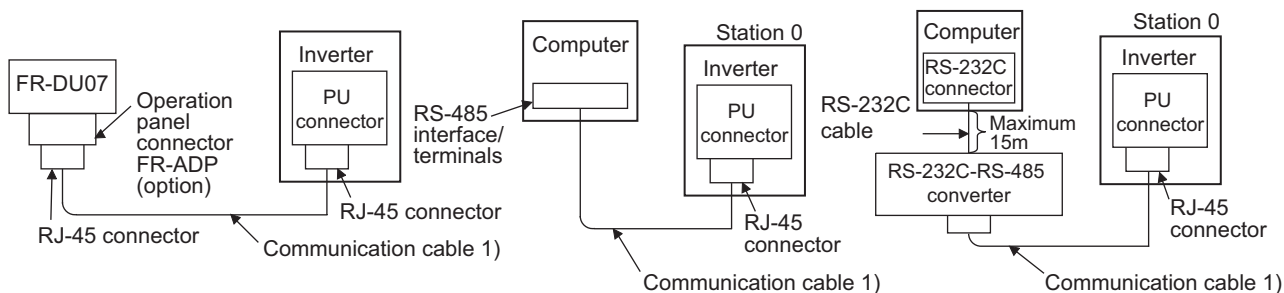 FR-DU07
Operation
panel
connector
FR-ADP
(option)
RJ-45 connector
Inverter
PU
connector
RJ-45 connector
Communication cable 1)
Computer
RS-485
interface/
terminals
Station 0
Inverter
PU
connector
RJ-45
connector
Communication cable 1)
Computer
RS-232C
connector
RS-232C
cable
Maximum
15m
RS-232C-RS-485
converter
Station 0
Inverter
PU
connector
RJ-45
connector
Communication cable 1)